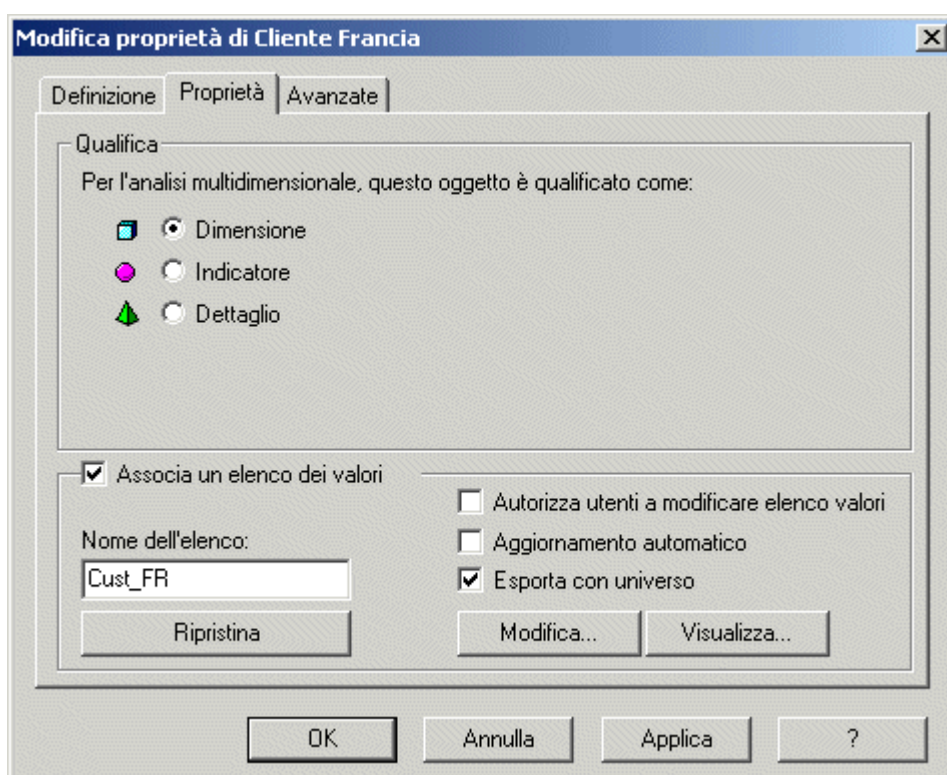 Modifica proprietà di Cliente Francia
Definizione Proprietà Avanzate
Qualifica
Per l'analisi multidimensionale, questo oggetto è qualificato come:
Dimensione
Indicatore
Dettaglio
Associa un elenco dei valori
Autorizza utenti a modificare elenco valori
Nome dell'elenco:
Aggiornamento automatico
Cust_FR
Esporta con universo
Ripristina
Modifica... Visualizza...
OK Annulla Applica ?